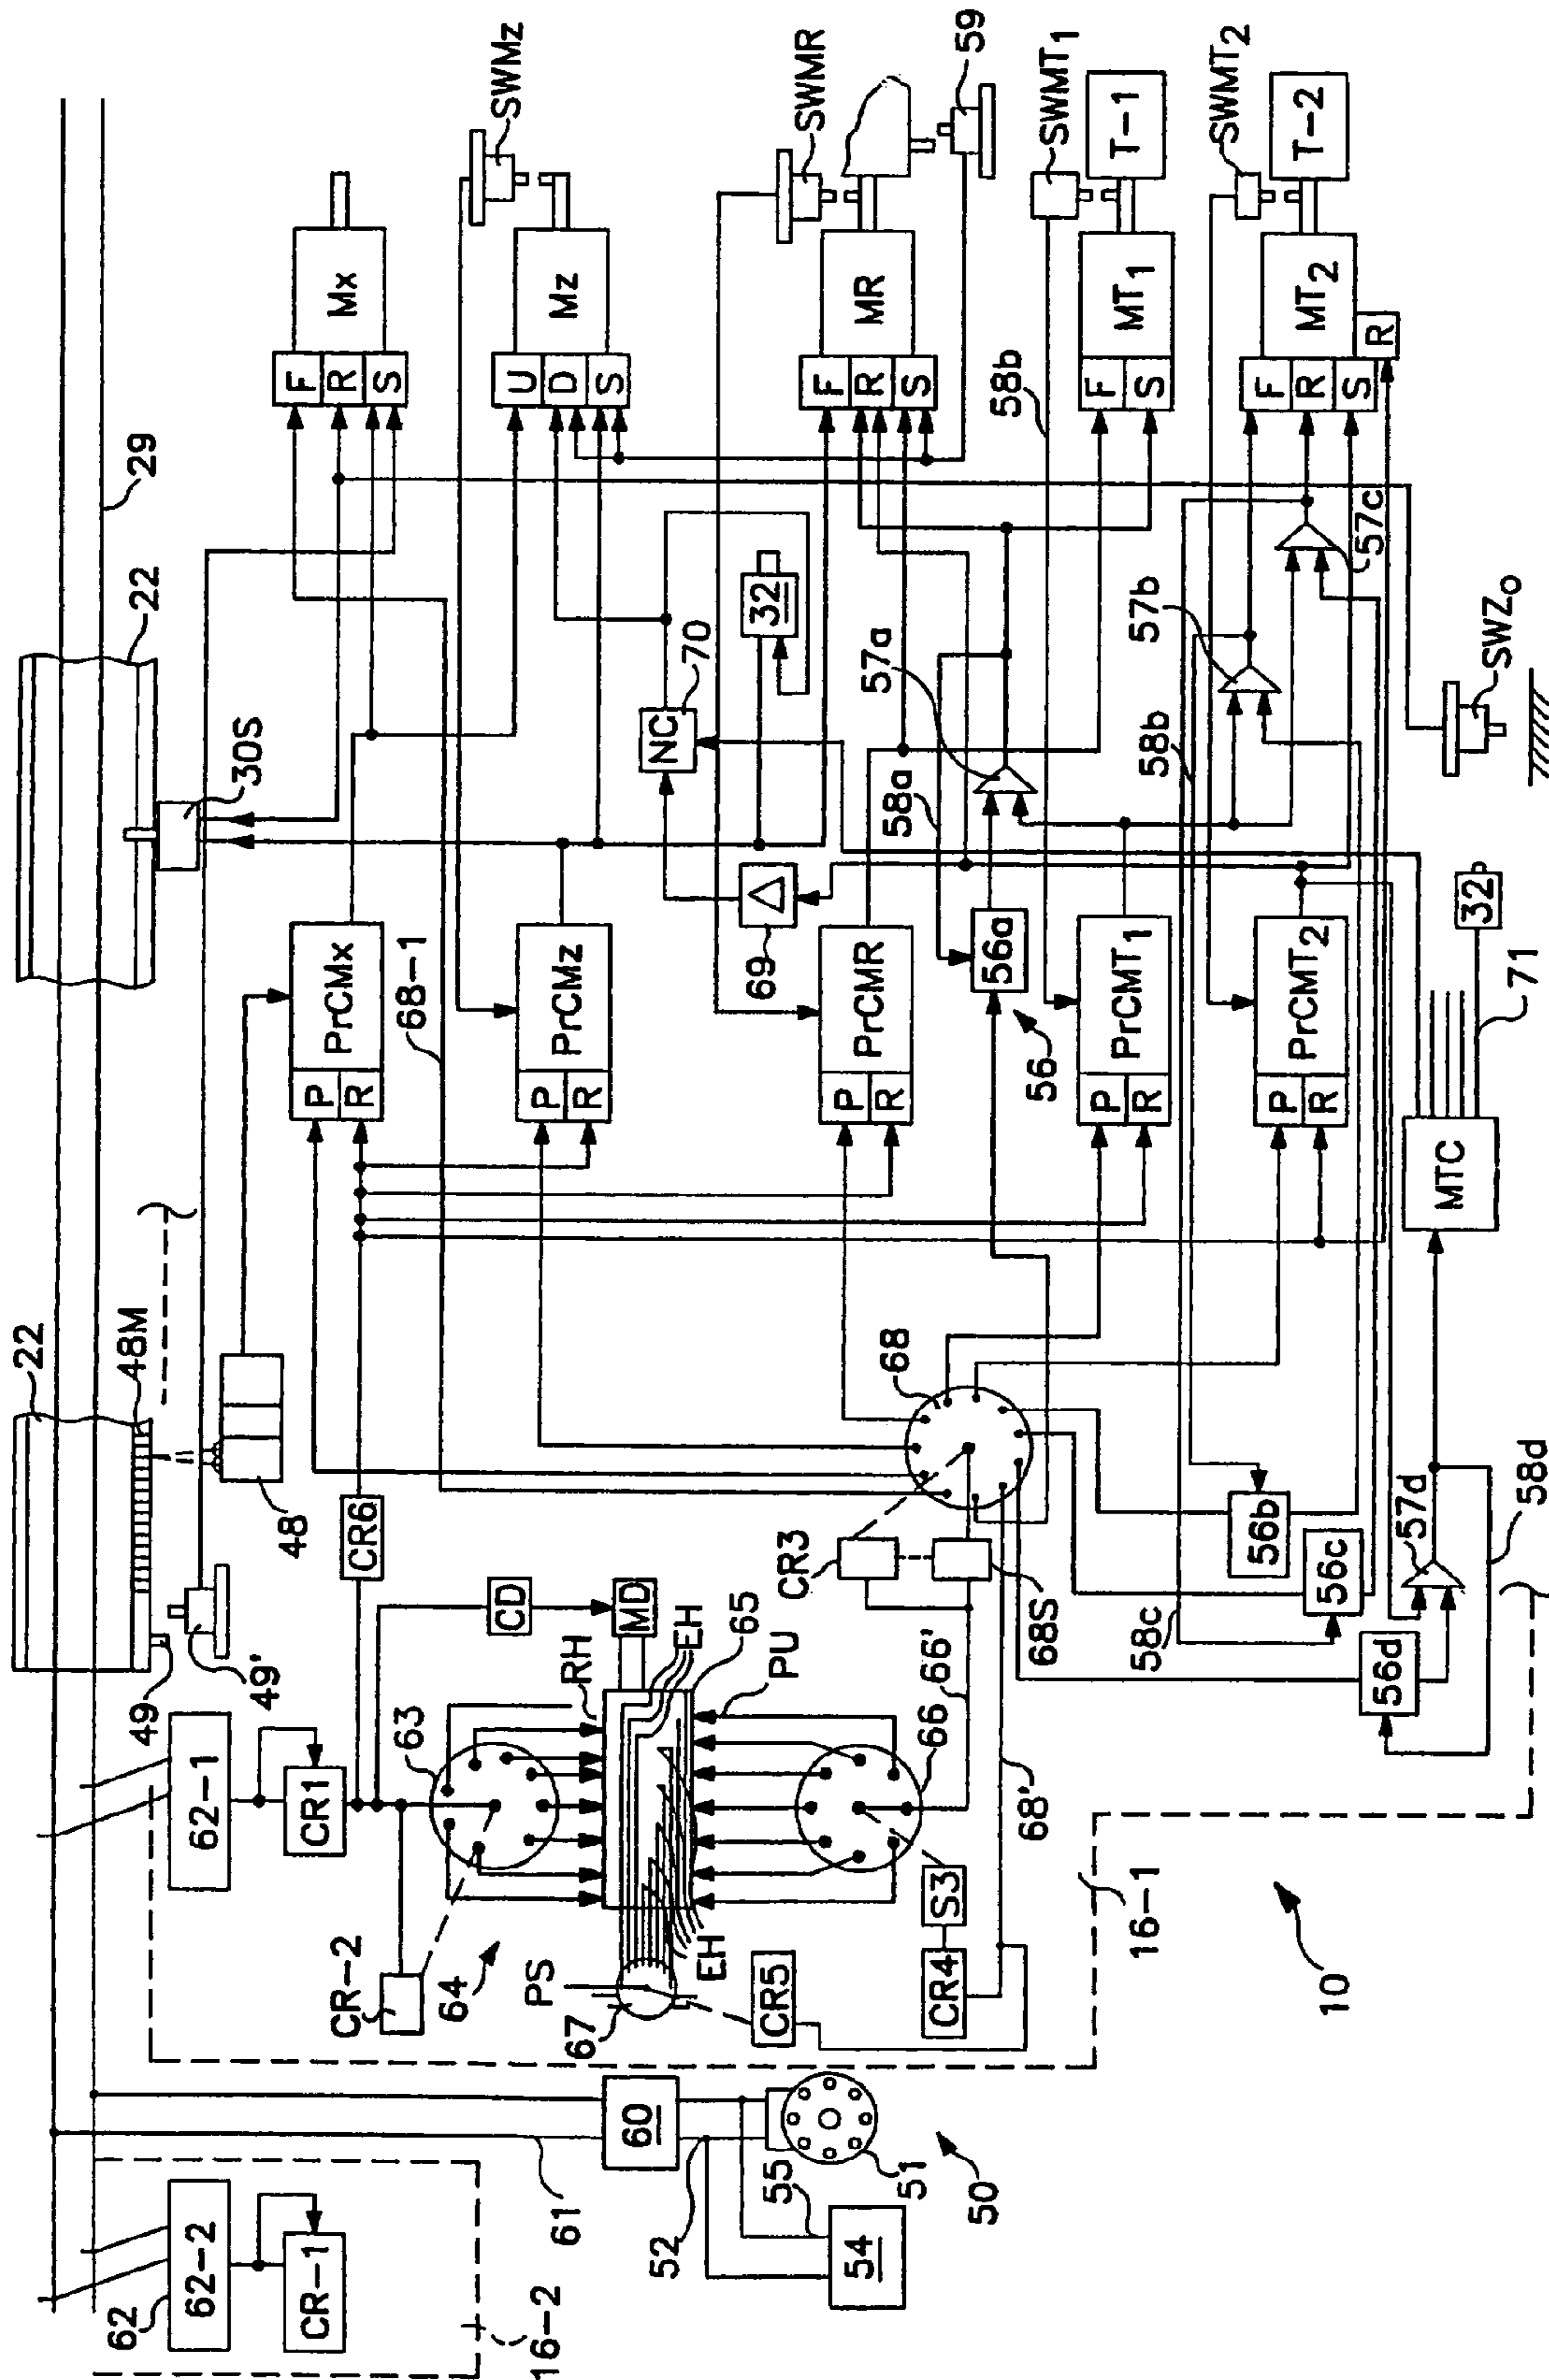 22
48M
49
49'
48
22
30S
29
62
62-2
CR-1
16-2
61
62-1
CR1
CR6
CR-2
64
63
CD
MD
RH
EH
65
PU
PS
67
EH
CR5
CR4
S3
66
66'
68'
16-1
10
60
52
55
54
51
50
CR3
68S
68
68-1
P
R
PrCMx
P
R
PrCMz
P
R
PrCMR
P
R
PrCMT1
P
R
PrCMT2
F
R
S
Mx
U
D
S
Mz
SWMz
F
R
S
MR
SWMR
59
F
S
MT1
T-1
SWMT1
F
R
S
R
MT2
T-2
SWMT2
NC
70
32
69
56
56a
57a
58a
58b
58b
57b
57c
SWZo
56b
56c
58c
56d
57d
58d
MTC
71
32